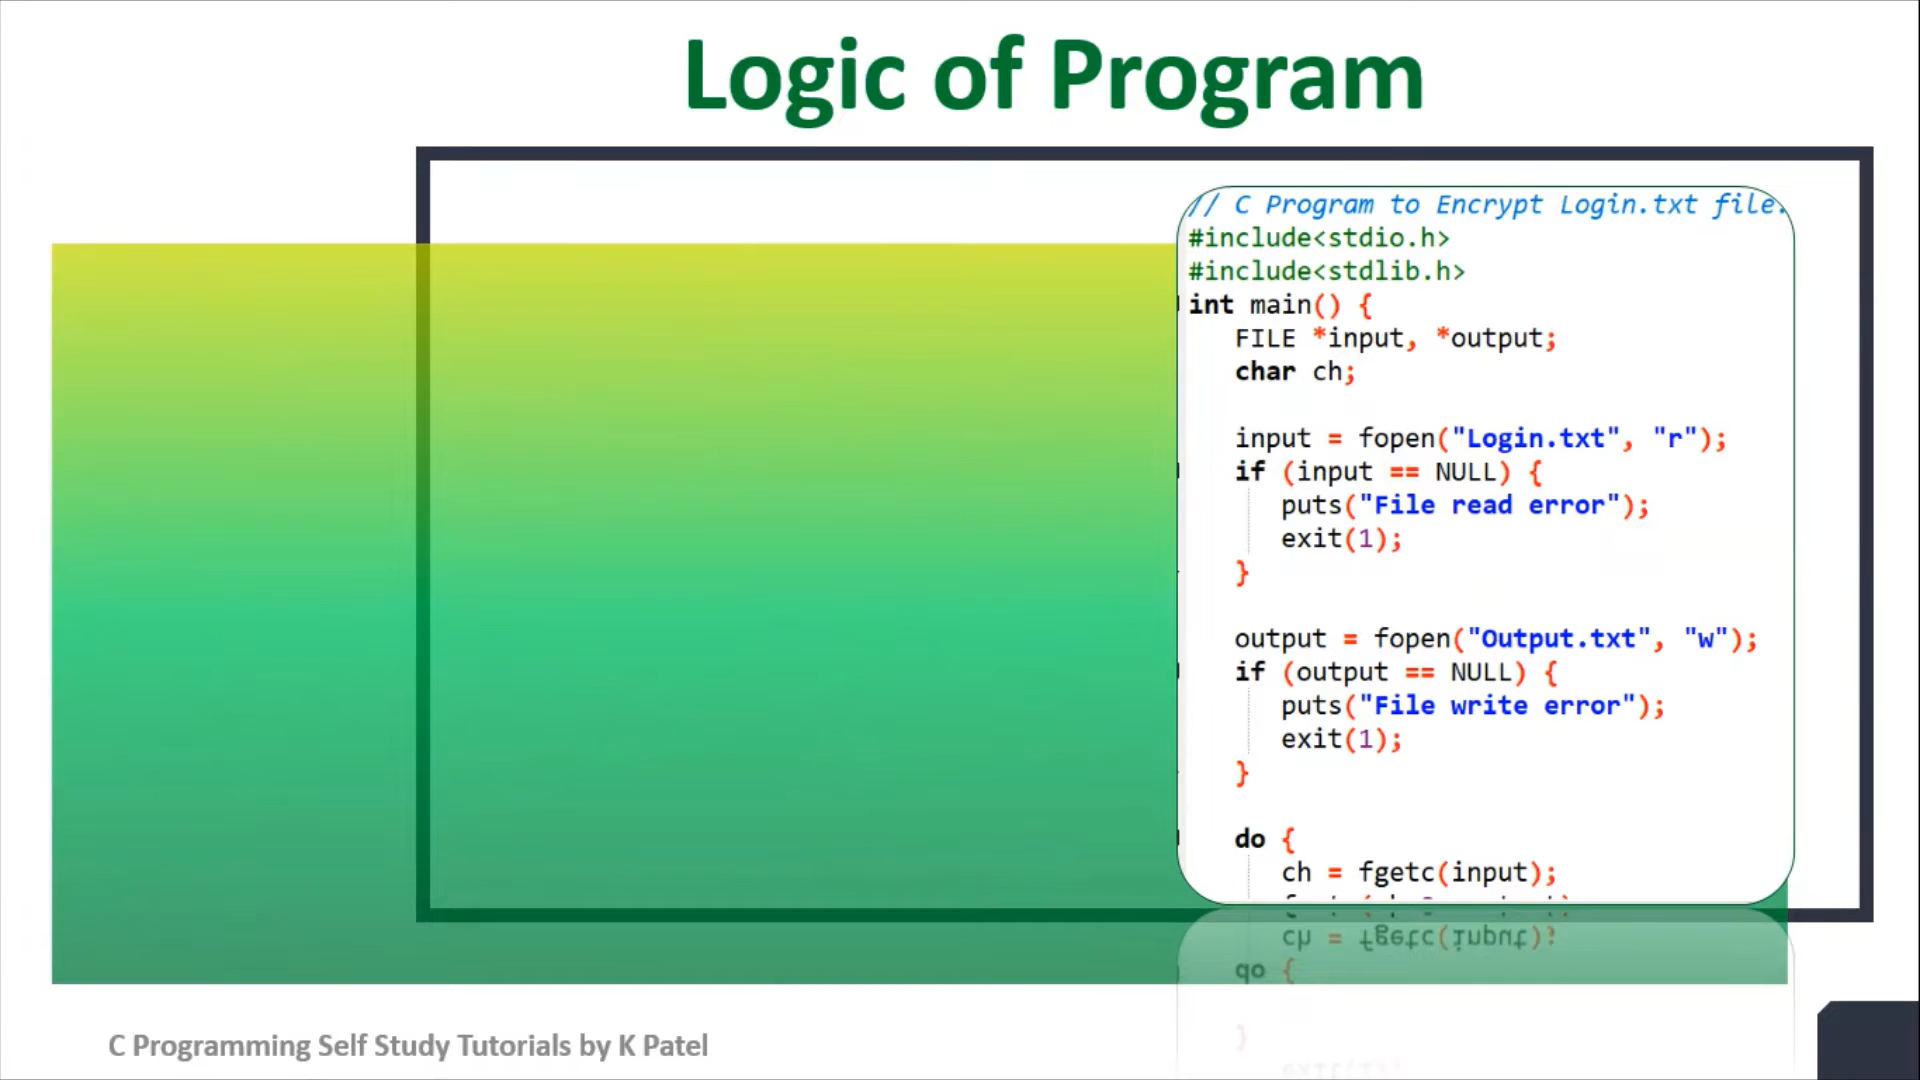 Logic of Program
// C Program to Encrypt Login.txt file.
#include<stdio.h>
#include<stdlib.h>
int main() {
FILE *input, *output;
char ch;
input = fopen("Login.txt", "r");
if (input == NULL) {
puts("File read error");
exit(1);
}
output = fopen("Output.txt", "w");
if (output == NULL) {
puts("File write error");
exit(1);
}
do {
ch = fgetc(input);
C Programming Self Study Tutorials by K Patel